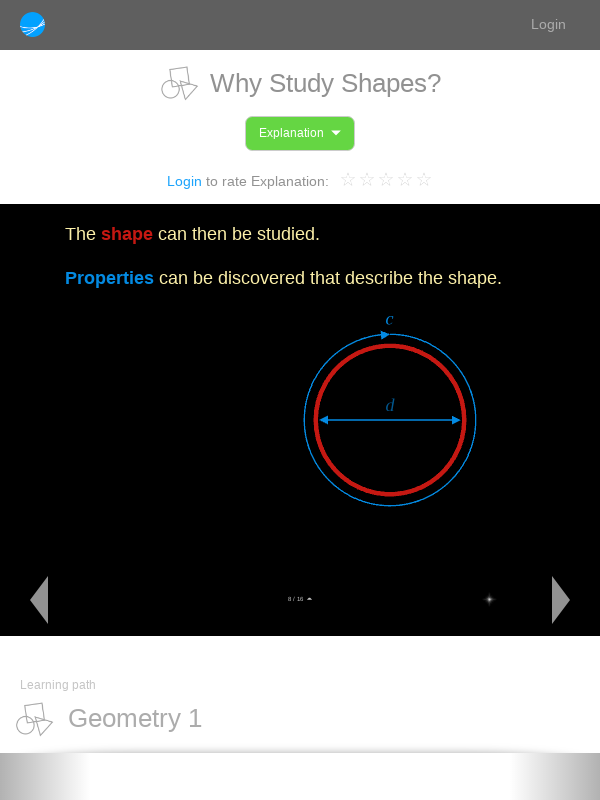 Login
Why Study Shapes?
Explanation
Login to rate Explanation:
The shape can then be studied.
Properties can be discovered that describe the shape.
c
d
8 / 16
Learning path
Geometry 1